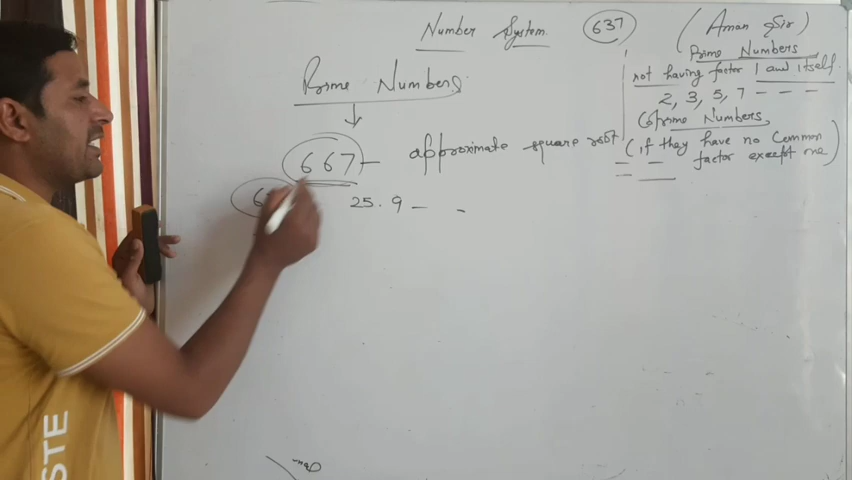 Number System 637 (Aman Sir)
Prime Numbers
667 — approximate square root
25.9 — -
Prime Numbers
not having factor 1 and itself.
2, 3, 5, 7 - - -
Coprime Numbers,
(if they have no common
factor except one)
STE